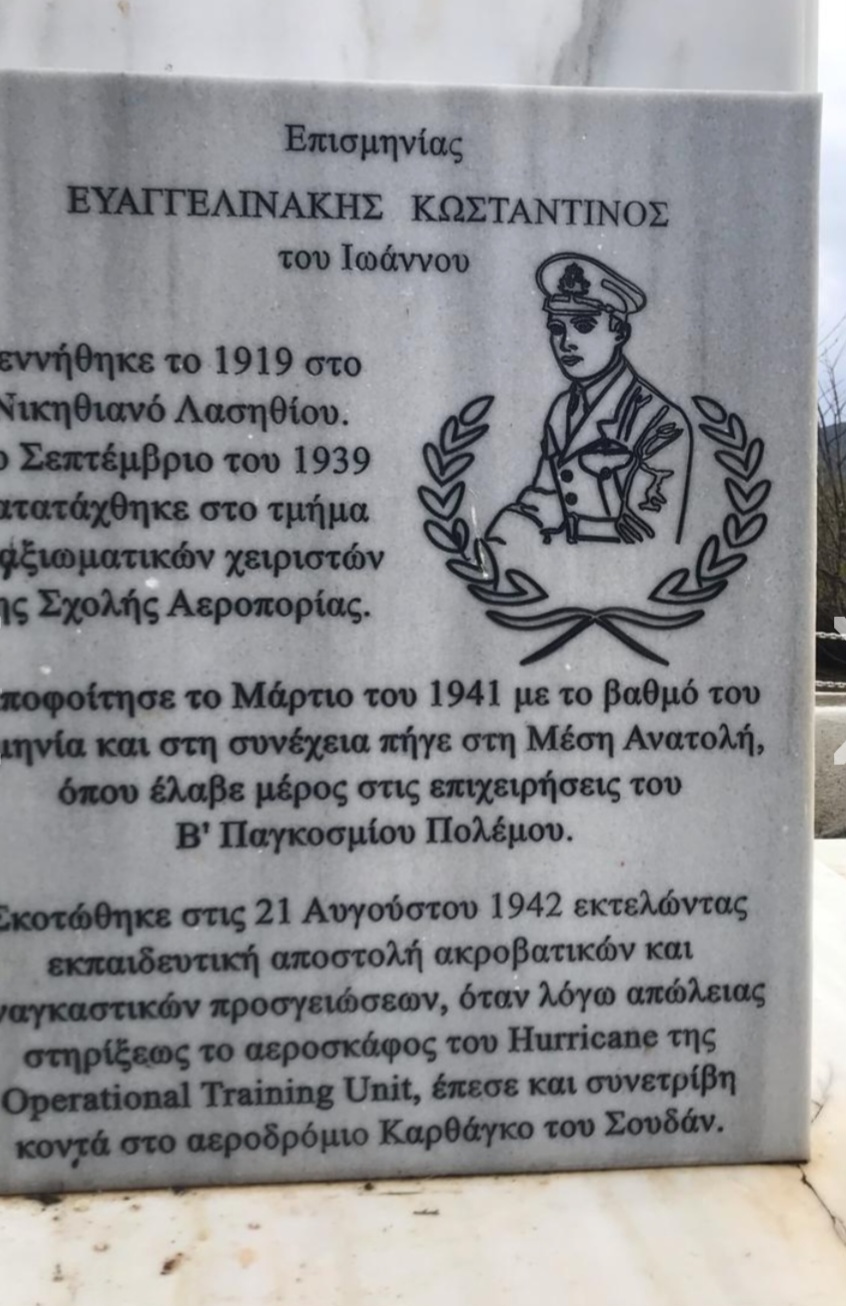 Επισμηνίας
ΕΥΑΓΓΕΛΙΝΑΚΗΣ ΚΩΣΤΑΝΤΙΝΟΣ
του Ιωάννου
εννήθηκε το 1919 στο
Νικηθιανό Λασηθίου.
ο Σεπτέμβριο του 1939
ατατάχθηκε στο τμήμα
αξιωματικών χειριστών
ης Σχολής Αεροπορίας.
ποφοίτησε το Μάρτιο του 1941 με το βαθμό του
μηνία και στη συνέχεια πήγε στη Μέση Ανατολή,
όπου έλαβε μέρος στις επιχειρήσεις του
Β' Παγκοσμίου Πολέμου.
Σκοτώθηκε στις 21 Αυγούστου 1942 εκτελώντας
εκπαιδευτική αποστολή ακροβατικών και
ναγκαστικών προσγειώσεων, όταν λόγω απώλειας
στηρίξεως το αεροσκάφος του Hurricane της
Operational Training Unit, έπεσε και συνετρίβη
κοντά στο αεροδρόμιο Καρθάγκο του Σουδάν.